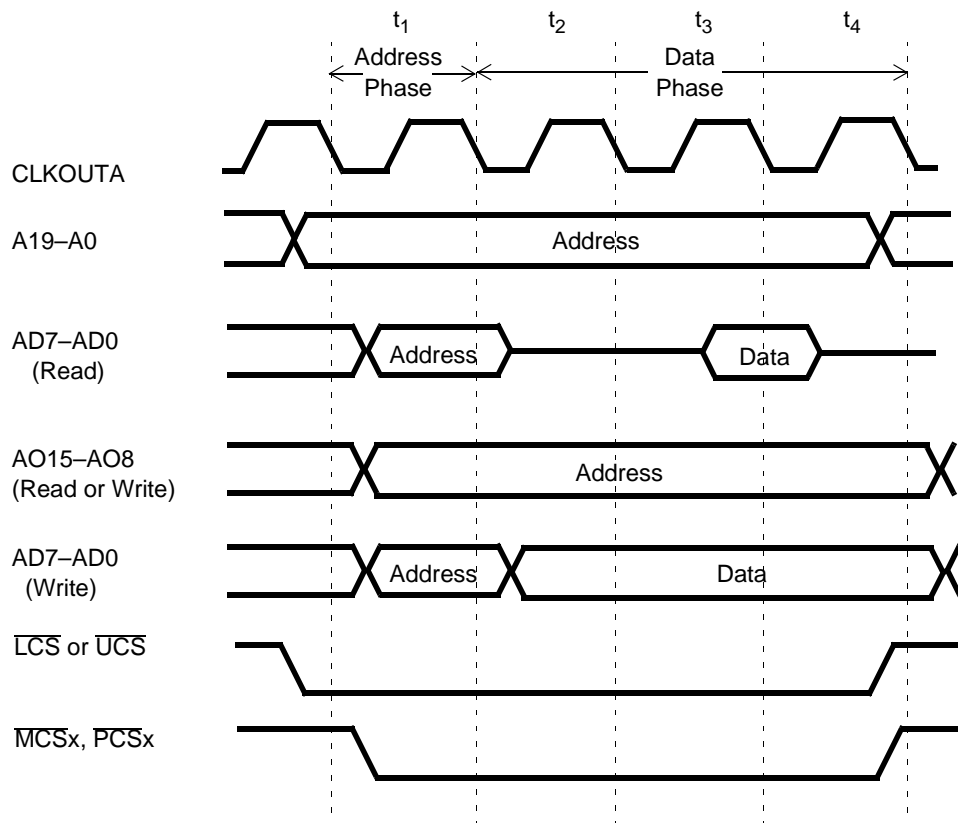 t1 t2 t3 t4
Address Phase
Data Phase
CLKOUTA
A19–A0
Address
AD7–AD0
(Read)
Address
Data
AO15–AO8
(Read or Write)
Address
AD7–AD0
(Write)
Address
Data
LCS or UCS
MCSx, PCSx